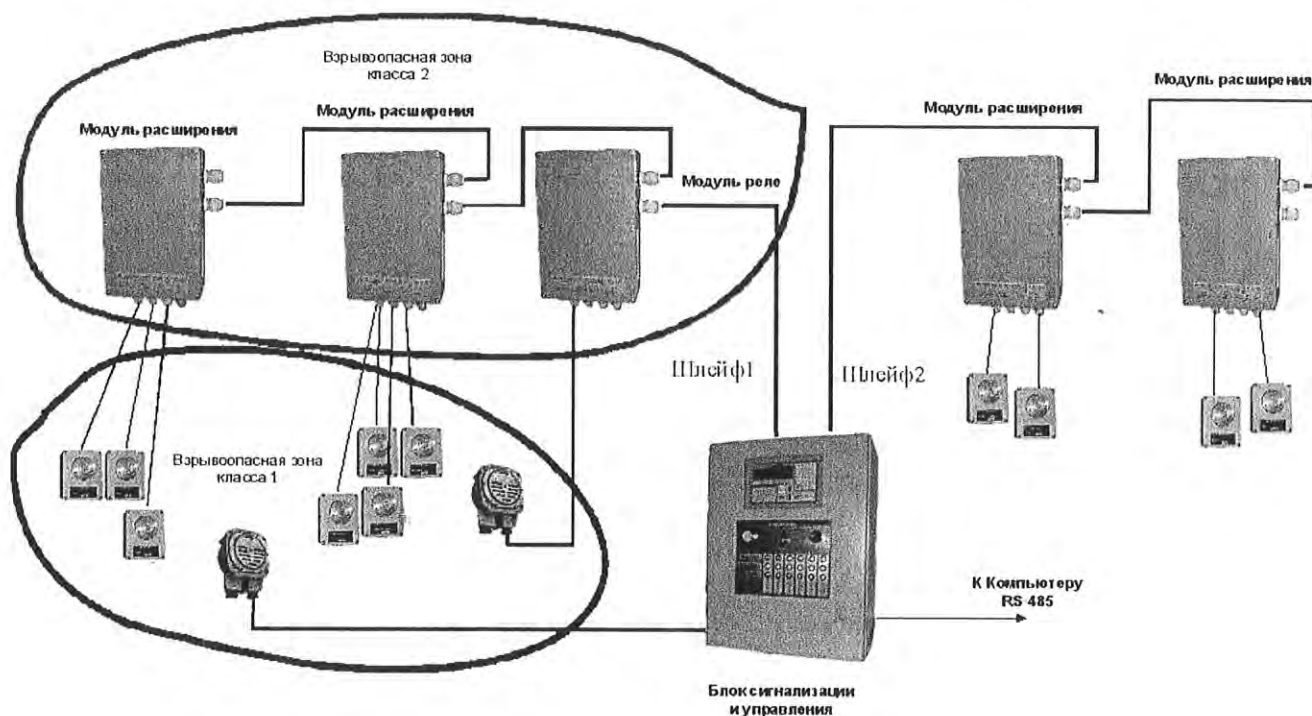 Взрывоопасная зона
класса 2
Модуль расширения
Модуль расширения
Модуль реле
Модуль расширения
Модуль расширения
Шлейф1
Шлейф2
Взрывоопасная зона
класса 1
К Компьютеру
RS 485
Блок сигнализации
и управления